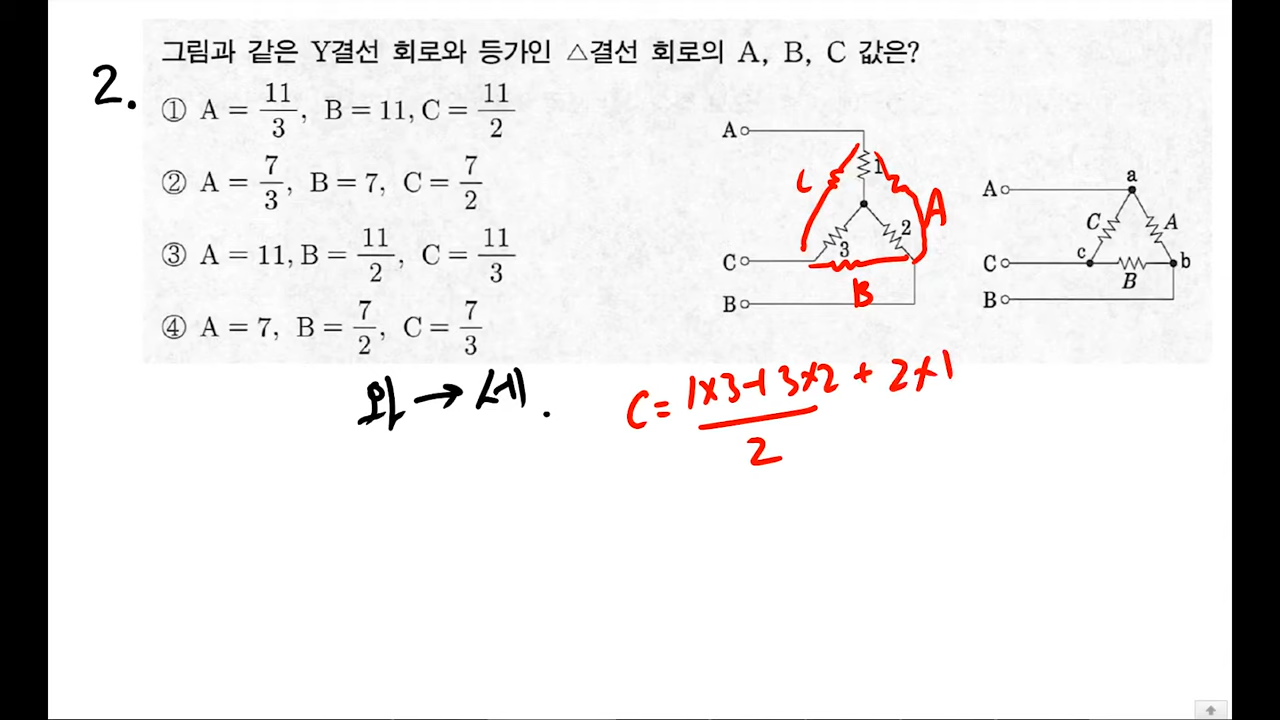 2.
그림과 같은 Y결선 회로와 등가인 △결선 회로의 A, B, C 값은?
① A = 11/3, B = 11, C = 11/2
② A = 7/3, B = 7, C = 7/2
③ A = 11, B = 11/2, C = 11/3
④ A = 7, B = 7/2, C = 7/3
A
1
C
A
3
2
C
B
B
A
a
C
A
C
c
b
B
B
와 → 세.
C = 1×3+3×2 + 2×1
2